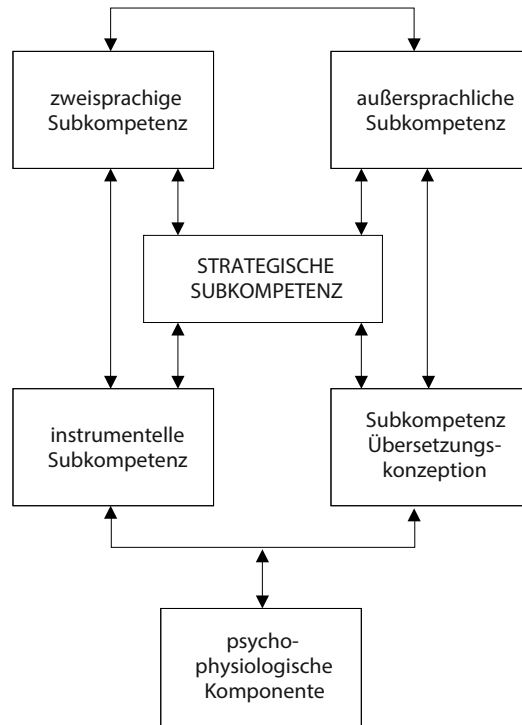 zweisprachige
Subkompetenz
außersprachliche
Subkompetenz
STRATEGISCHE
SUBKOMPETENZ
instrumentelle
Subkompetenz
Subkompetenz
Übersetzungs-
konzeption
psycho-
physiologische
Komponente